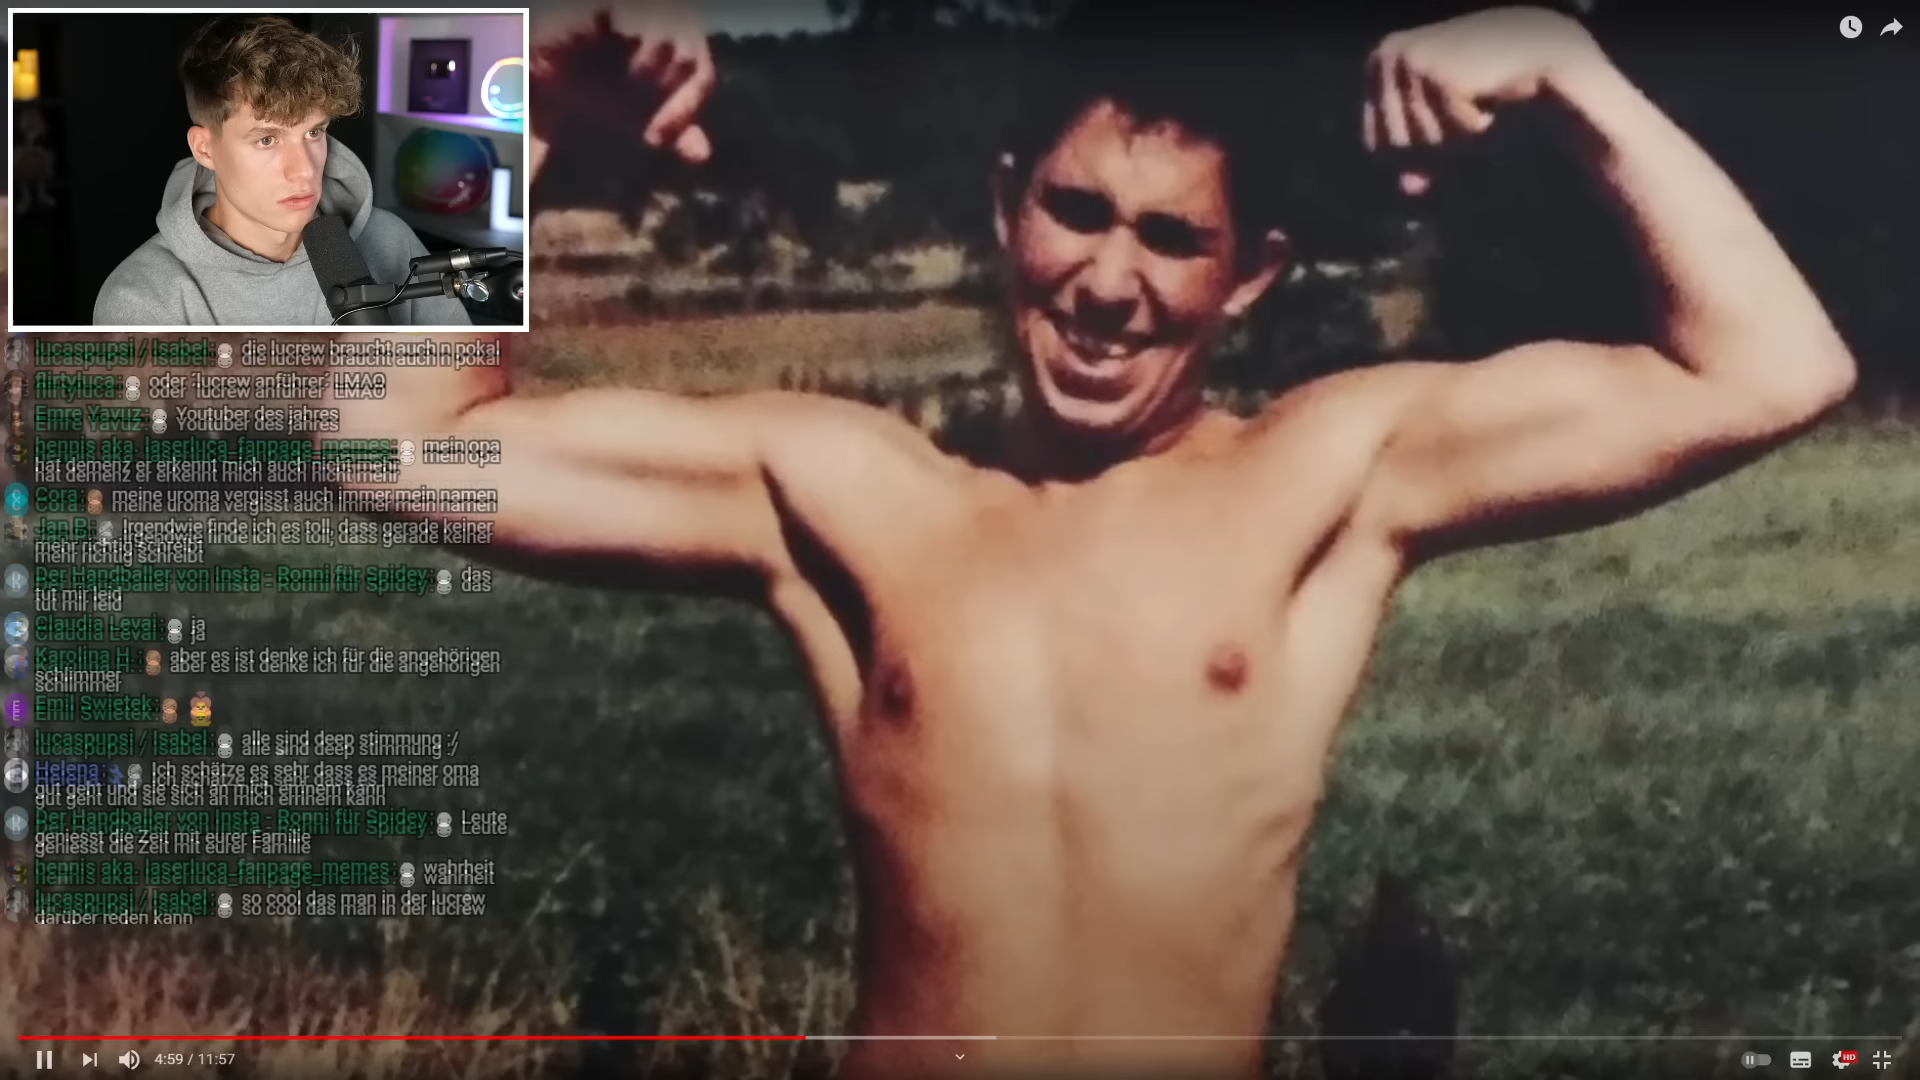 lucaspupsi / Isabel: die lucrew braucht auch n pokal
flirtyluca: oder "lucrew anführer" LMAO
Emre Yavuz: Youtuber des jahres
hennis aka. laserluca_fanpage_memes: mein opa
hat demenz er erkennt mich auch nicht mehr
Cora: meine uroma vergisst auch immer mein namen
Jan B.: Irgendwie finde ich es toll, dass gerade keiner
mehr richtig schreibt
Der Handballer von Insta - Ronni für Spidey: das
tut mir leid
Claudia Levai: ja
Karolina H.: aber es ist denke ich für die angehörigen
schlimmer
E Emil Swietek:
lucaspupsi / Isabel: alle sind deep stimmung :/
Helena: Ich schätze es sehr dass es meiner oma
gut geht und sie sich an mich erinnern kann
Der Handballer von Insta - Ronni für Spidey: Leute
geniesst die Zeit mit eurer Familie
hennis aka. laserluca_fanpage_memes: wahrheit
lucaspupsi / Isabel: so cool das man in der lucrew
darüber reden kann
4:59 / 11:57
HD